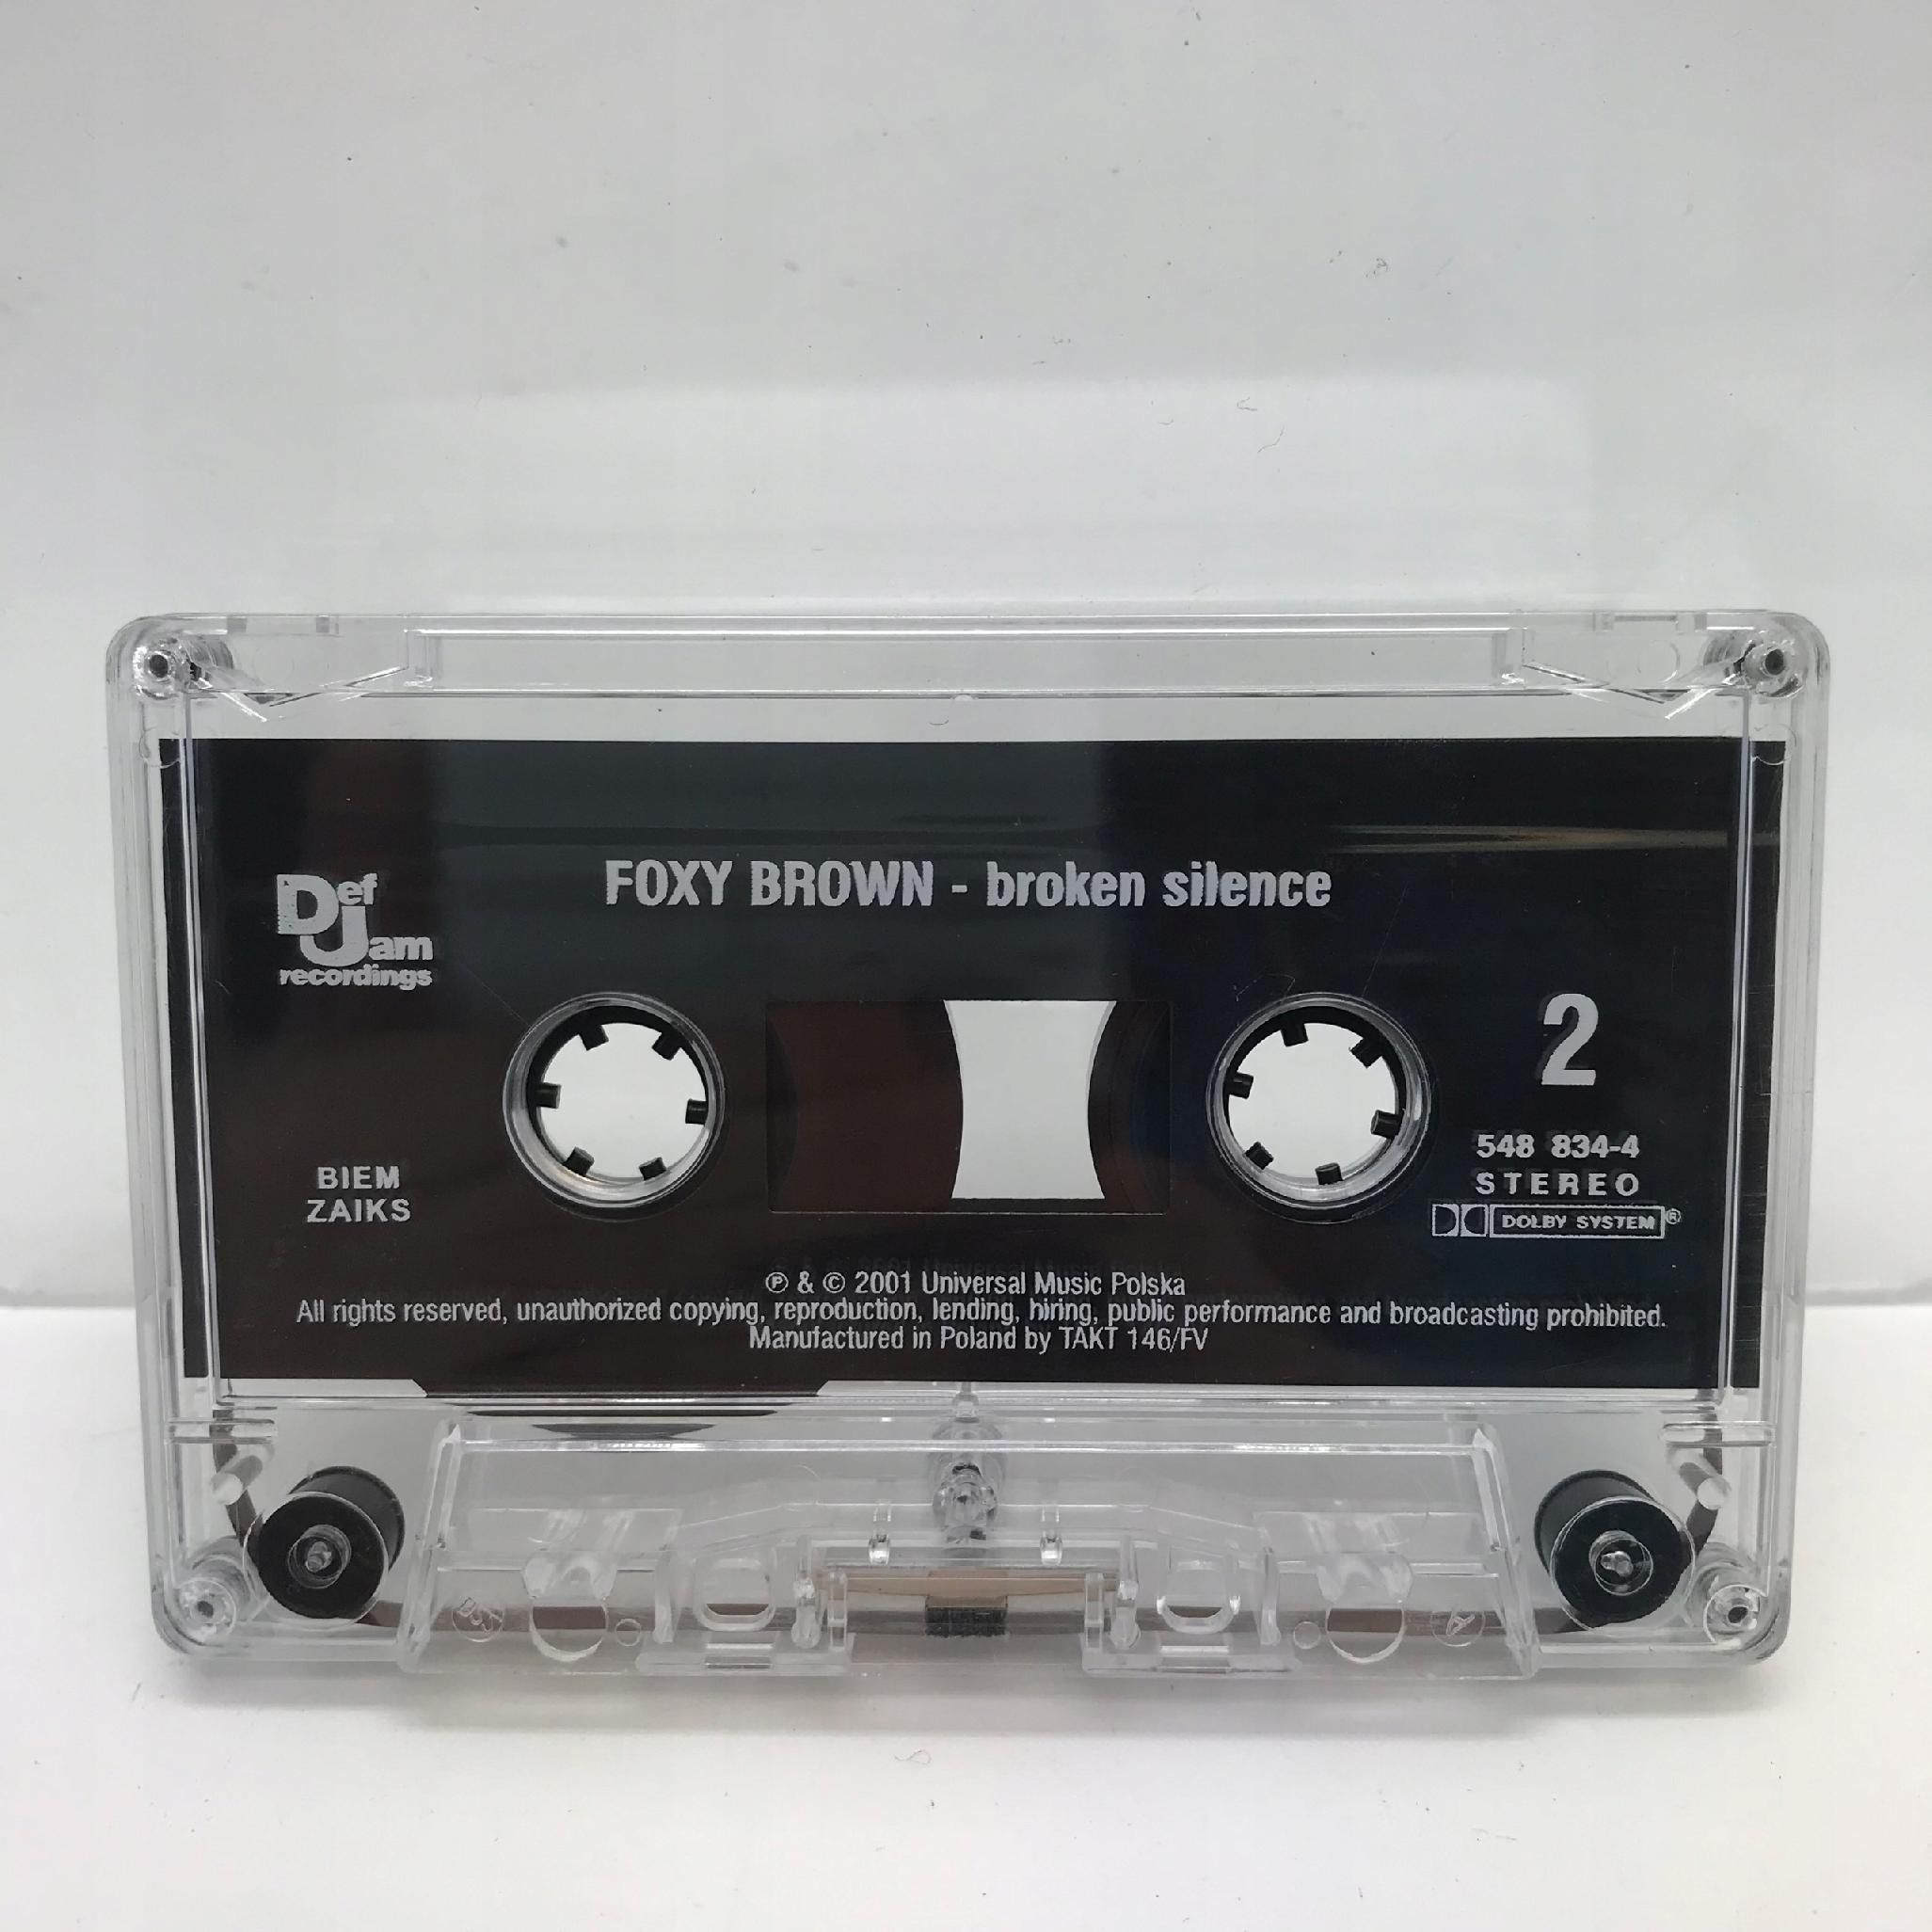 FOXY BROWN - broken silence
Def
Jam
recordings
2
548 834-4
STEREO
DOLBY SYSTEM®
BIEM
ZAIKS
℗ & © 2001 Universal Music Polska
All rights reserved, unauthorized copying, reproduction, lending, hiring, public performance and broadcasting prohibited.
Manufactured in Poland by TAKT 146/FV
A